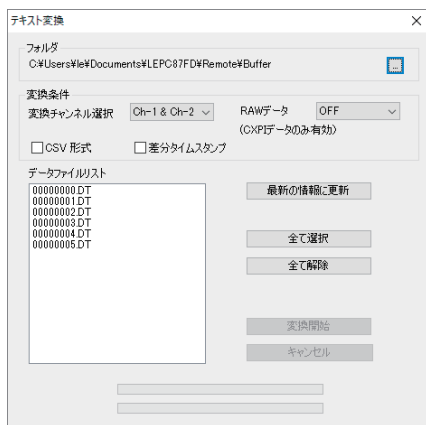 テキスト変換
フォルダ
C:¥Users¥le¥Documents¥LEPC87FD¥Remote¥Buffer
...
変換条件
変換チャンネル選択 Ch-1 & Ch-2 RAWデータ OFF
(CXPIデータのみ有効)
CSV 形式 差分タイムスタンプ
データファイルリスト
00000000.DT
00000001.DT
00000002.DT
00000003.DT
00000004.DT
00000005.DT
最新の情報に更新
全て選択
全て解除
変換開始
キャンセル